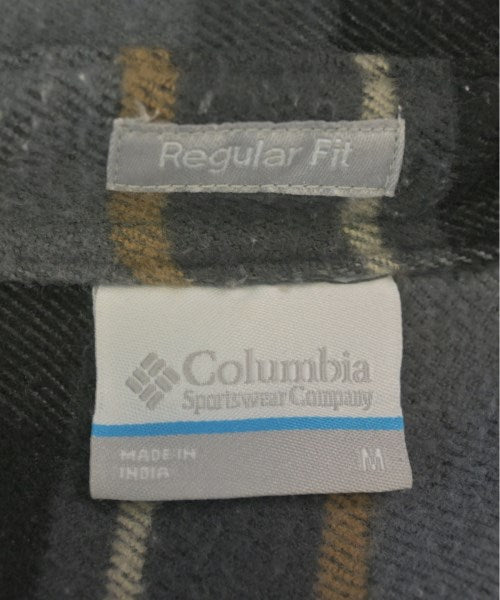 Regular Fit
Columbia
Sportswear Company
MADE IN
INDIA
M